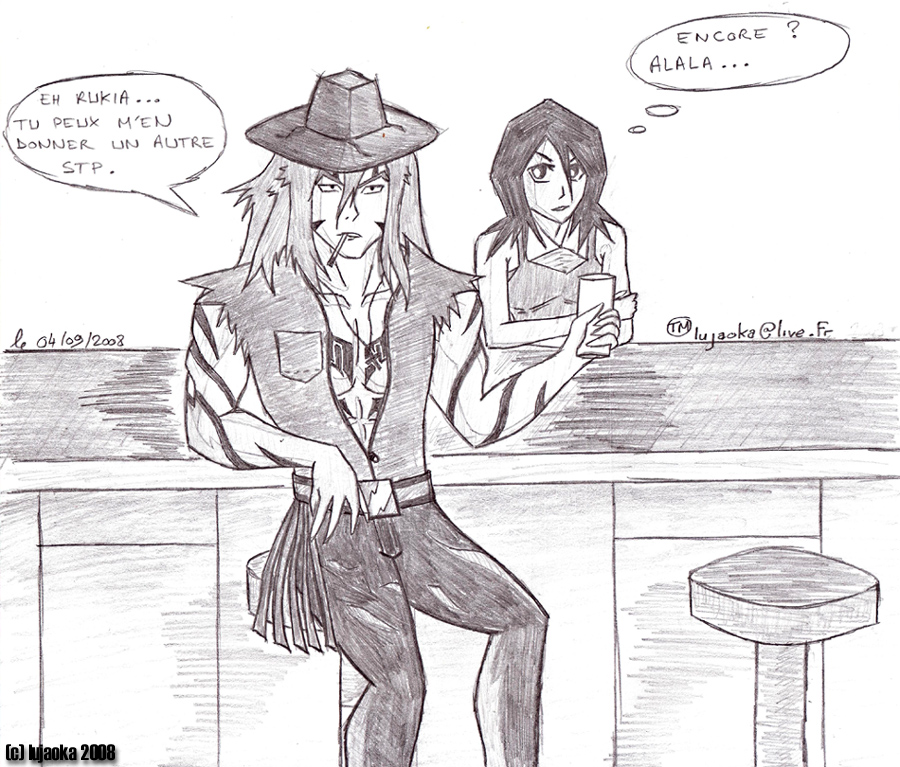 ENCORE ?
ALALA...
EH RUKIA...
TU PEUX M'EN
DONNER UN AUTRE
STP.
le 04/09/2008
TM lujaoka@live.Fr
(c) lujaoka 2008